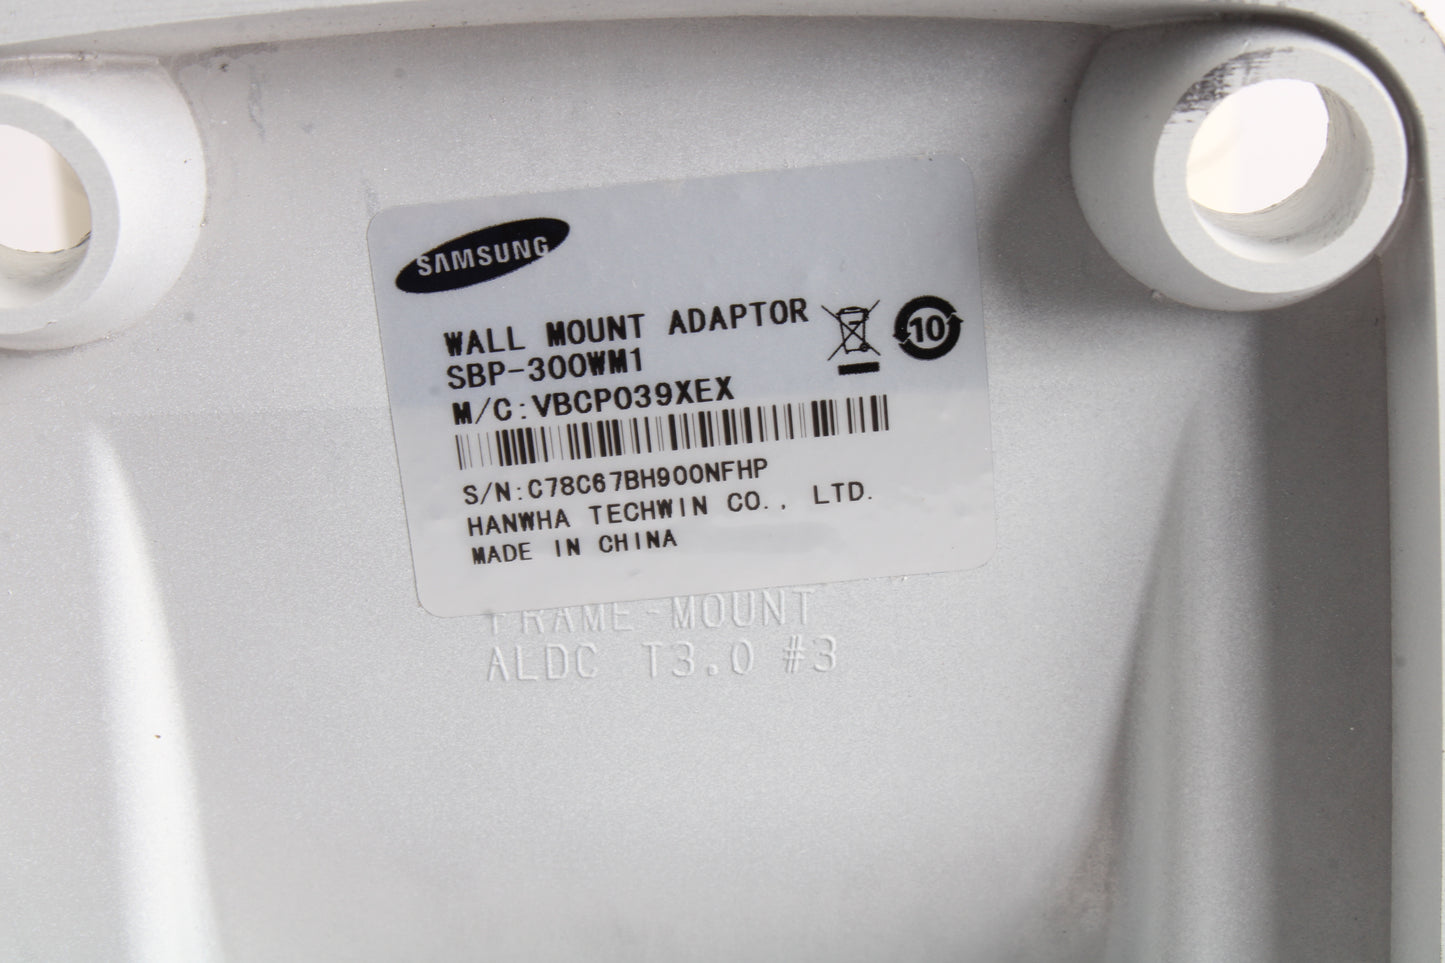 SAMSUNG
WALL MOUNT ADAPTOR
SBP-300WM1
10
M/C:VBCP039XEX
S/N:C78C67BH900NFHP
HANWHA TECHWIN CO., LTD.
MADE IN CHINA
FRAME-MOUNT
ALDC T3.0 #3